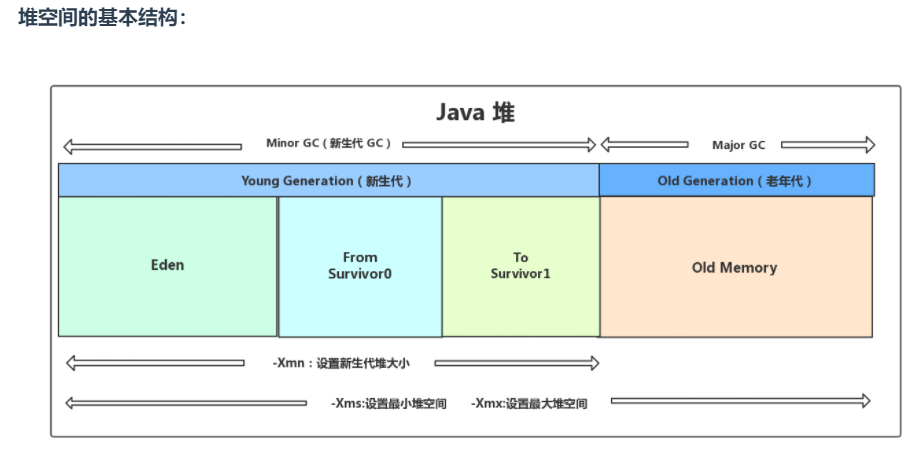 堆空间的基本结构：
Java 堆
Minor GC ( 新生代 GC )
Major GC
Young Generation ( 新生代 )
Old Generation ( 老年代 )
Eden
From
Survivor0
To
Survivor1
Old Memory
-Xmn：设置新生代堆大小
-Xms:设置最小堆空间
-Xmx:设置最大堆空间